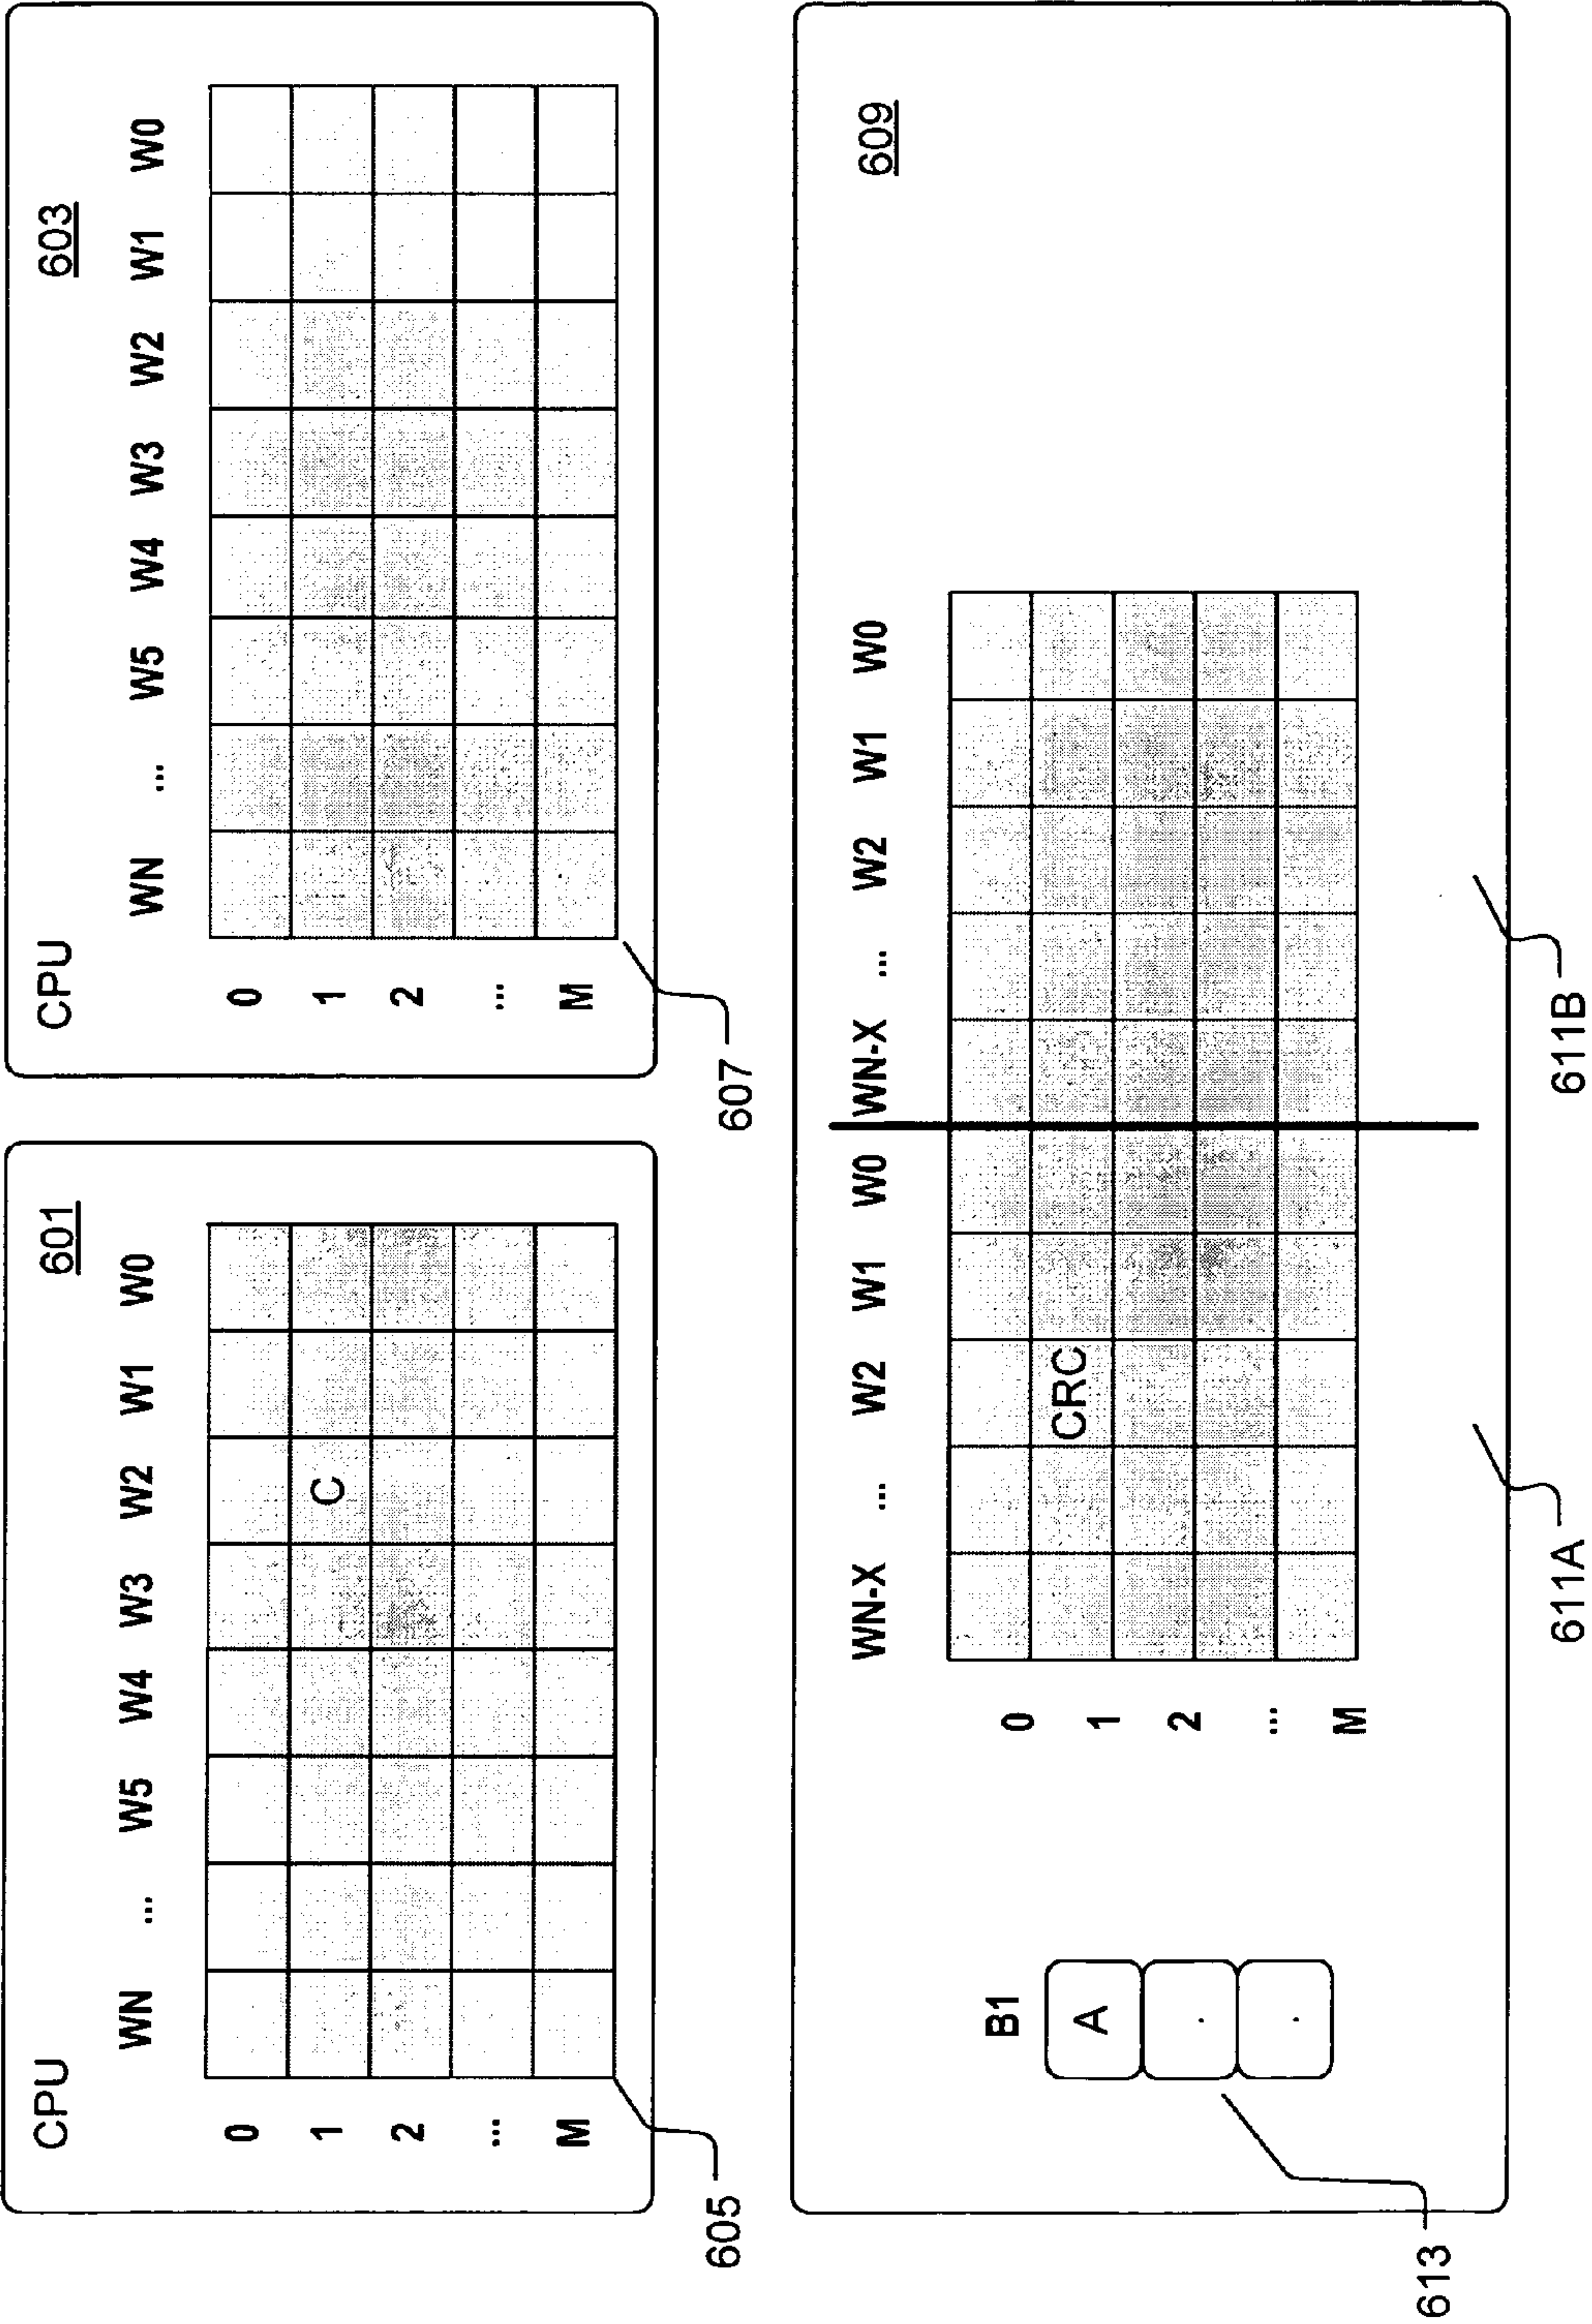 CPU 601
WN ... W5 W4 W3 W2 W1 W0
0
1 C
2
...
M
605
CPU 603
WN ... W5 W4 W3 W2 W1 W0
0
1
2
...
M
607
609
WN-X ... W2 W1 W0 WN-X ... W2 W1 W0
0
1 CRC
2
...
M
B1
A
.
.
613
611A
611B